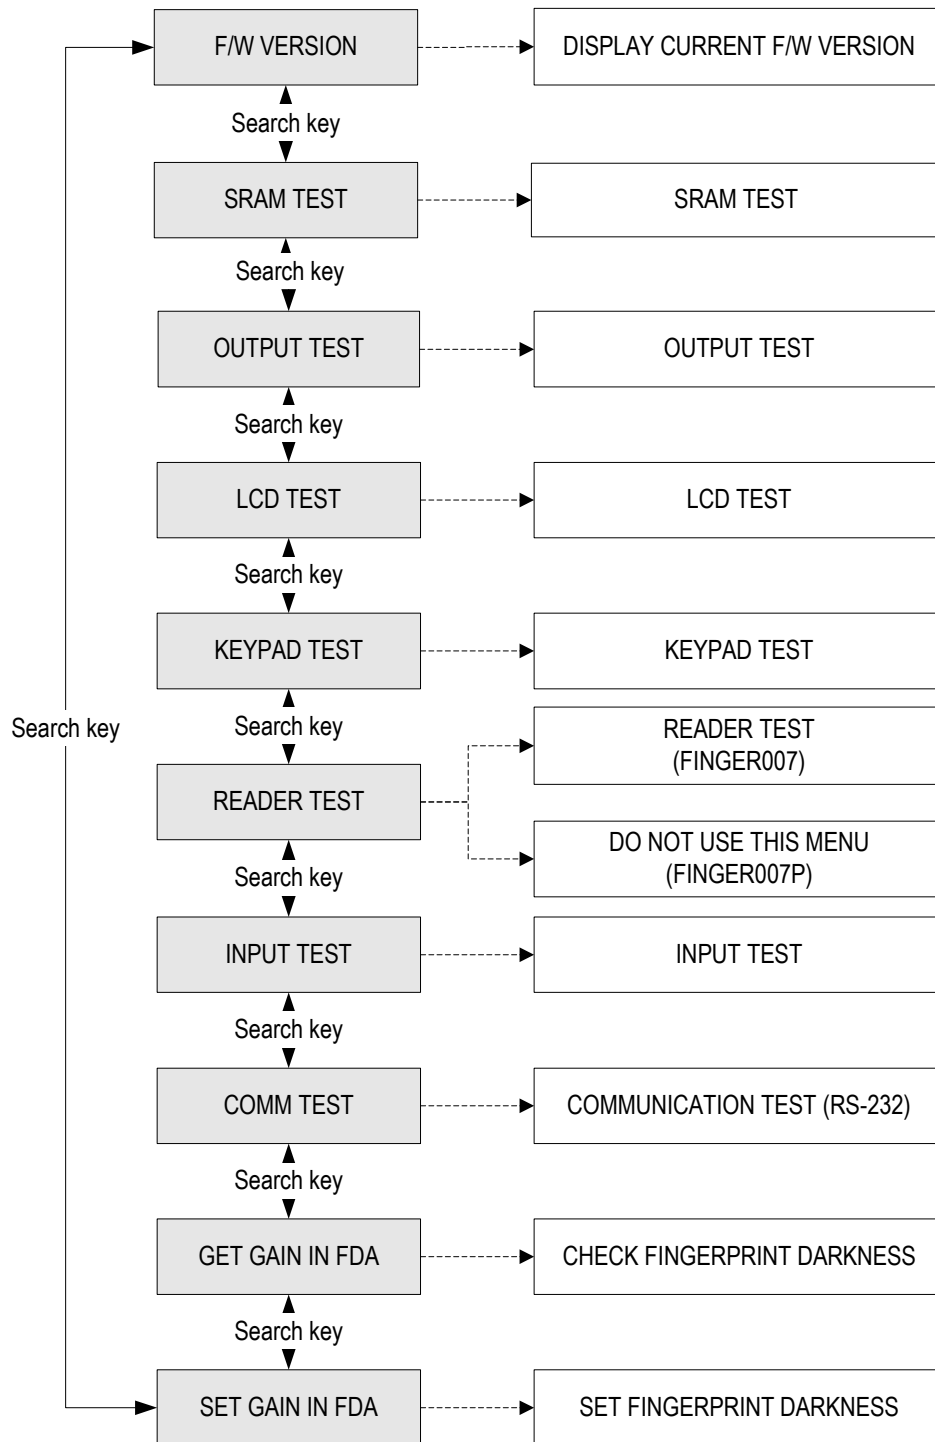 F/W VERSION
DISPLAY CURRENT F/W VERSION
Search key
SRAM TEST
SRAM TEST
Search key
OUTPUT TEST
OUTPUT TEST
Search key
LCD TEST
LCD TEST
Search key
KEYPAD TEST
KEYPAD TEST
Search key
Search key
READER TEST
READER TEST
(FINGER007)
DO NOT USE THIS MENU
(FINGER007P)
Search key
INPUT TEST
INPUT TEST
Search key
COMM TEST
COMMUNICATION TEST (RS-232)
Search key
GET GAIN IN FDA
CHECK FINGERPRINT DARKNESS
Search key
SET GAIN IN FDA
SET FINGERPRINT DARKNESS